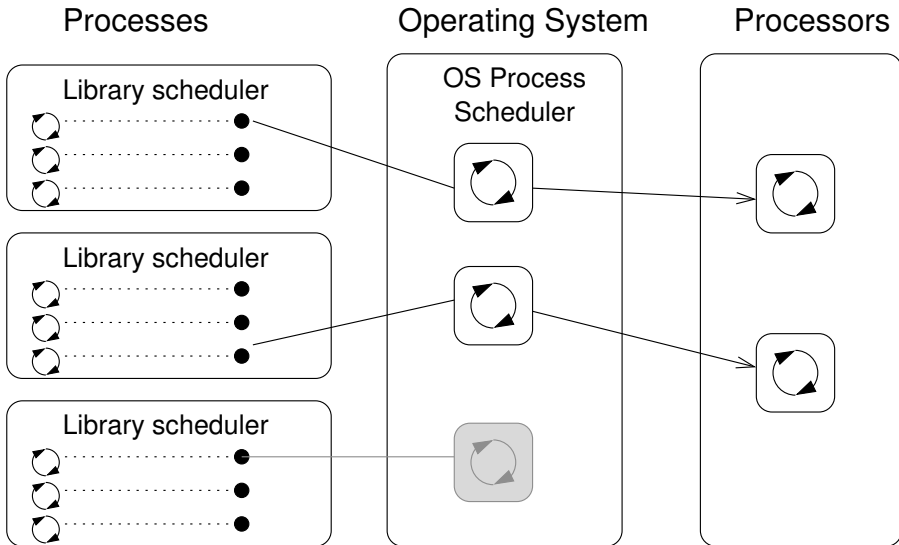 Processes
Operating System
Processors
Library scheduler
OS Process
Scheduler
Library scheduler
Library scheduler